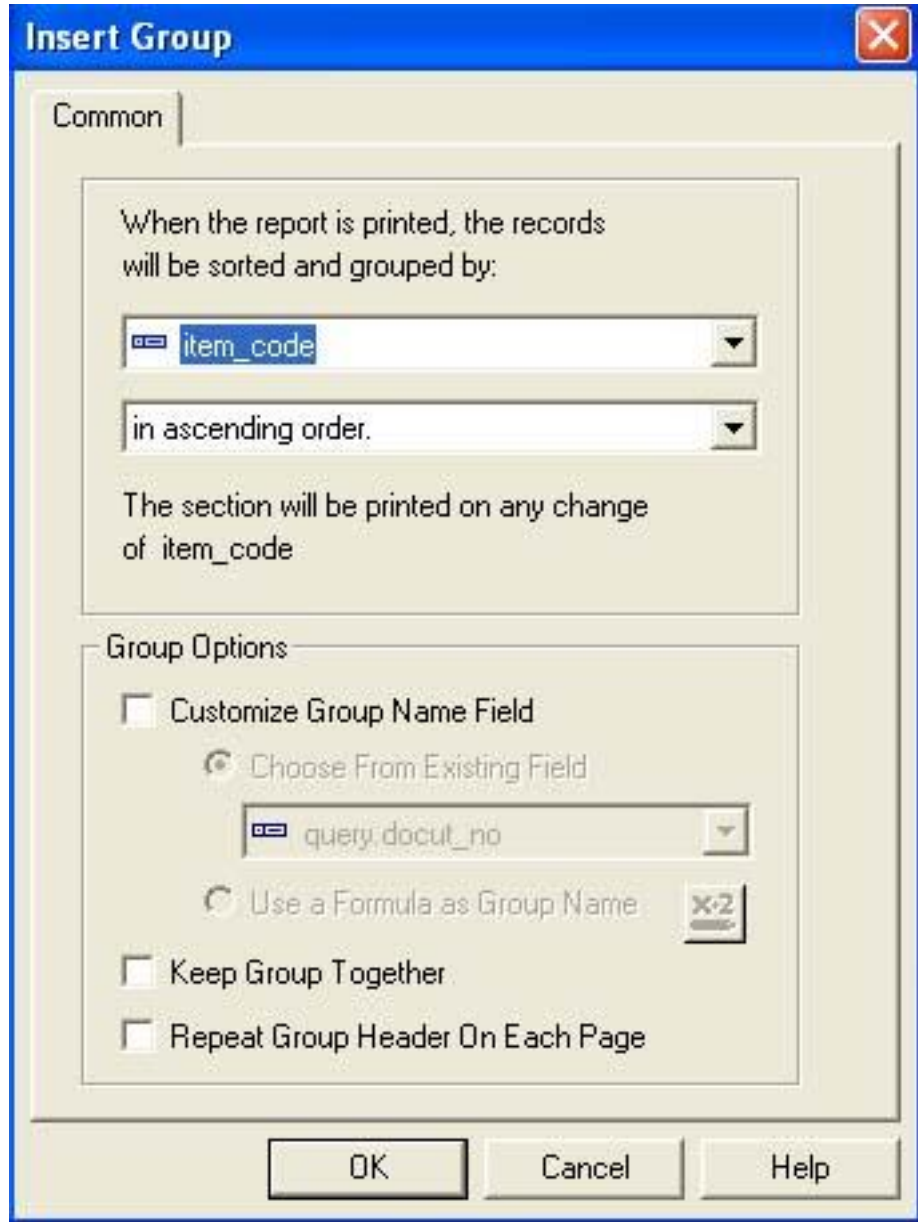 Insert Group
Common
When the report is printed, the records
will be sorted and grouped by:
item_code
in ascending order.
The section will be printed on any change
of item_code
Group Options
Customize Group Name Field
Choose From Existing Field
query.docut_no
Use a Formula as Group Name
X·2
Keep Group Together
Repeat Group Header On Each Page
OK
Cancel
Help